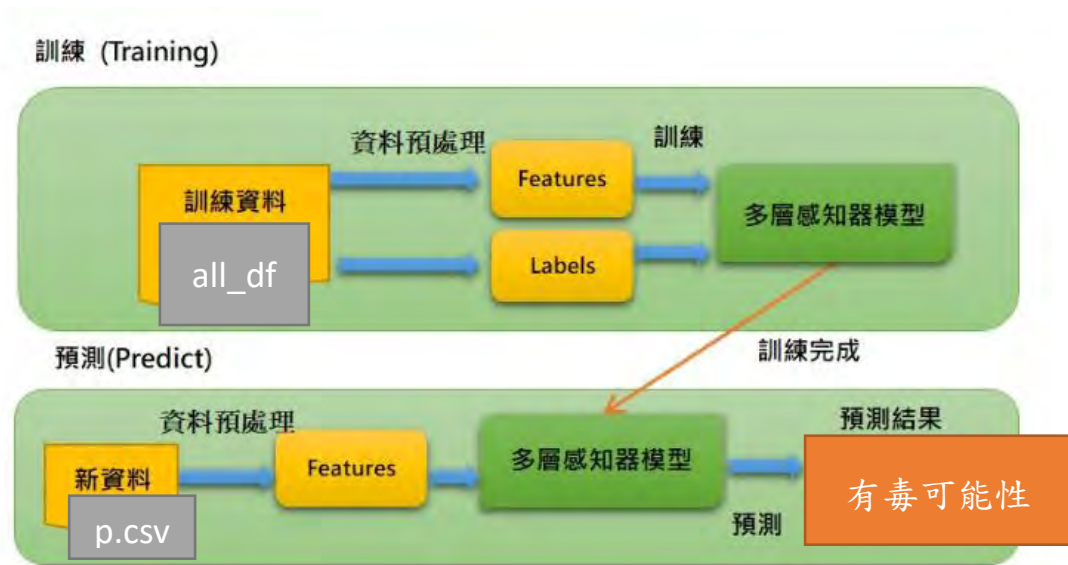 訓練 (Training)
資料預處理
訓練
訓練資料
all_df
Features
Labels
多層感知器模型
訓練完成
預測(Predict)
資料預處理
新資料
p.csv
Features
多層感知器模型
預測
預測結果
有毒可能性